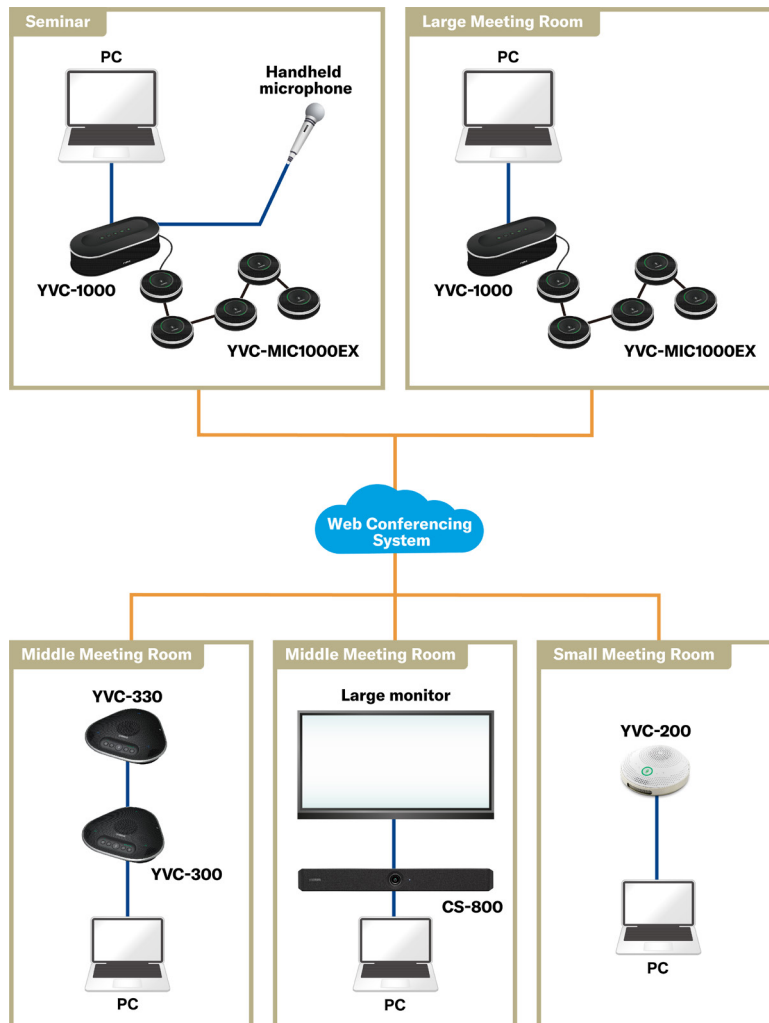 Seminar
PC
Handheld
microphone
YVC-1000
YVC-MIC1000EX
Large Meeting Room
PC
YVC-1000
YVC-MIC1000EX
Web Conferencing
System
Middle Meeting Room
YVC-330
YVC-300
PC
Middle Meeting Room
Large monitor
CS-800
PC
Small Meeting Room
YVC-200
PC